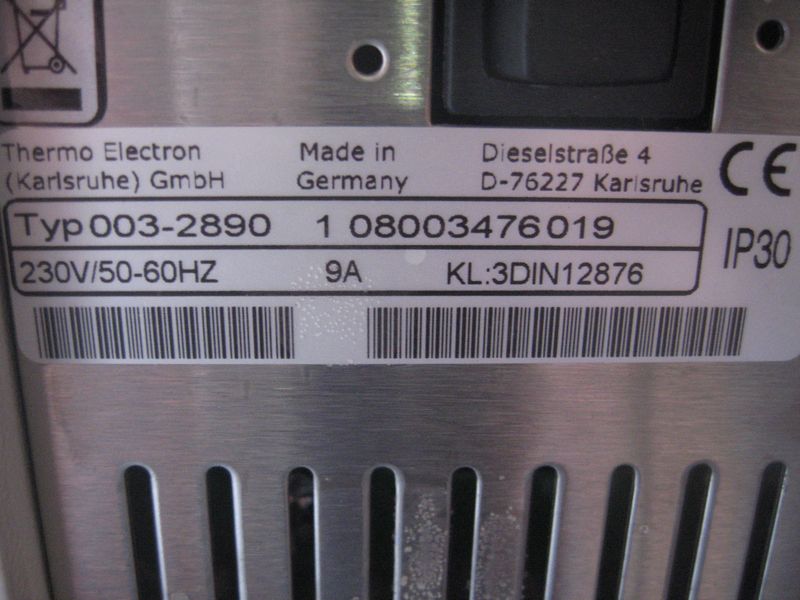 Thermo Electron Made in Dieselstraße 4 CE
(Karlsruhe) GmbH Germany D-76227 Karlsruhe
Typ 003-2890 1 08003476019 IP30
230V/50-60HZ 9A KL:3DIN12876